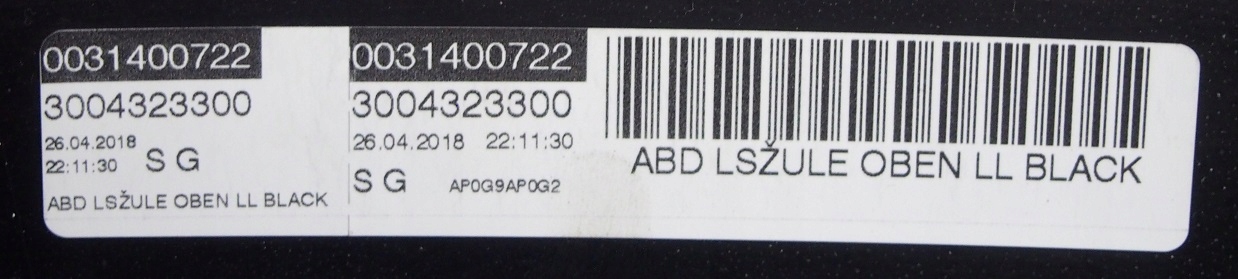 0031400722
3004323300
26.04.2018
22:11:30 S G
ABD LSŽULE OBEN LL BLACK
0031400722
3004323300
26.04.2018 22:11:30
S G AP0G9AP0G2
ABD LSŽULE OBEN LL BLACK